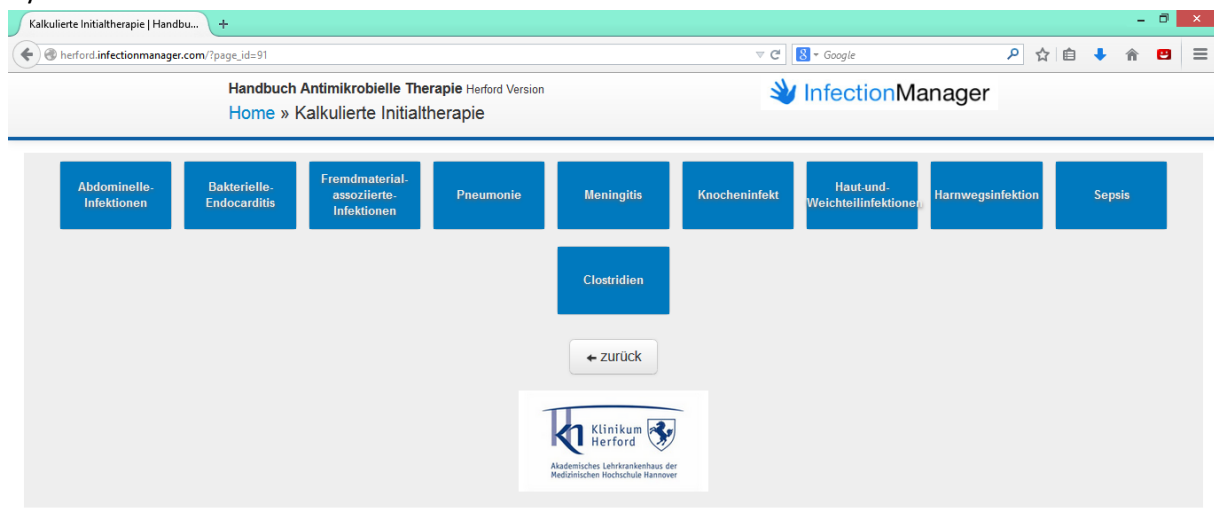 Kalkulierte Initialtherapie | Handbu...
herford.infectionmanager.com/?page_id=91
Google
Handbuch Antimikrobielle Therapie Herford Version
InfectionManager
Home » Kalkulierte Initialtherapie
Abdominelle-
Infektionen
Bakterielle-
Endocarditis
Fremdmaterial-
assoziierte-
Infektionen
Pneumonie
Meningitis
Knocheninfekt
Haut-und-
Weichteilinfektionen
Harnwegsinfektion
Sepsis
Clostridien
← zurück
Klinikum
Herford
Akademisches Lehrkrankenhaus der
Medizinischen Hochschule Hannover